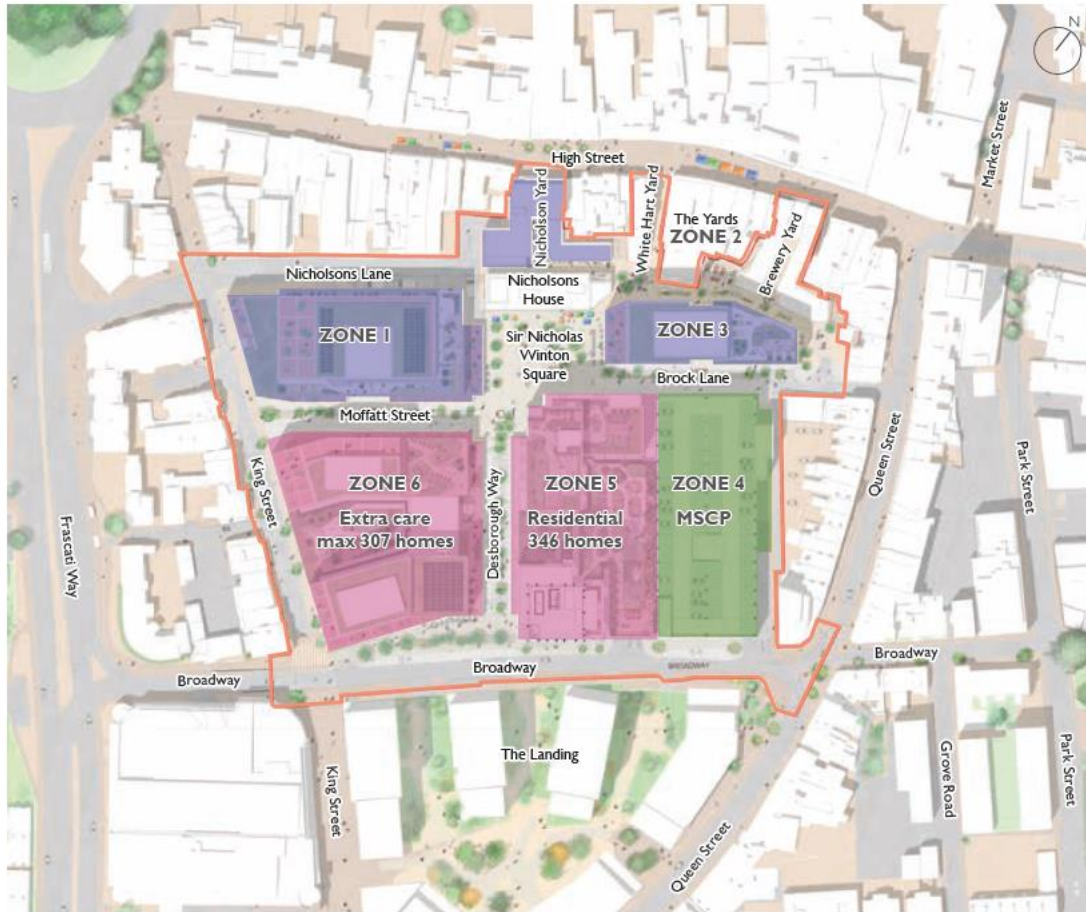 N
Market Street
High Street
Nicholson Yard
White Hart Yard
The Yards
ZONE 2
Brewery Yard
Nicholsons Lane
Nicholsons
House
ZONE 1
Sir Nicholas
Winton
Square
ZONE 3
Brock Lane
Moffatt Street
Queen Street
Park Street
King Street
ZONE 6
Extra care
max 307 homes
Desborough Way
ZONE 5
Residential
346 homes
ZONE 4
MSCP
Frascati Way
Broadway
Broadway
BROADWAY
Broadway
The Landing
King Street
Queen Street
Grove Road
Park Street